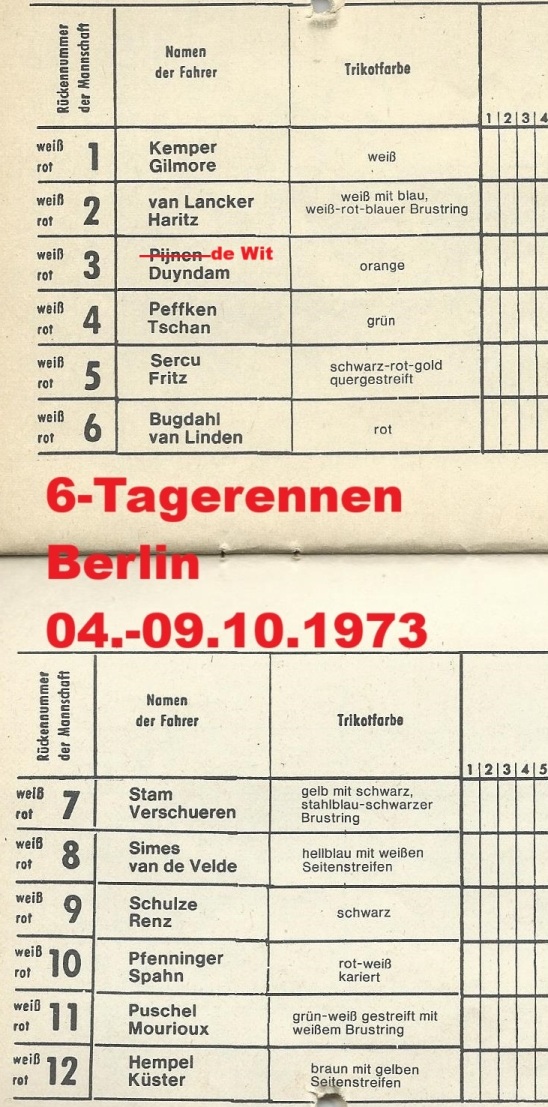 Rückennummer
der Mannschaft
Namen
der Fahrer
Trikotfarbe
1 2 3 4
weiß
rot
1
Kemper
Gilmore
weiß
weiß
rot
2
van Lancker
Haritz
weiß mit blau,
weiß-rot-blauer Brustring
weiß
rot
3
Pijnen de Wit
Duyndam
orange
weiß
rot
4
Peffken
Tschan
grün
weiß
rot
5
Sercu
Fritz
schwarz-rot-gold
quergestreift
weiß
rot
6
Bugdahl
van Linden
rot
6-Tagerennen
Berlin
04.-09.10.1973
Rückennummer
der Mannschaft
Namen
der Fahrer
Trikotfarbe
1 2 3 4 5
weiß
rot
7
Stam
Verschueren
gelb mit schwarz,
stahlblau-schwarzer
Brustring
weiß
rot
8
Simes
van de Velde
hellblau mit weißen
Seitenstreifen
weiß
rot
9
Schulze
Renz
schwarz
weiß
rot
10
Pfenninger
Spahn
rot-weiß
kariert
weiß
rot
11
Puschel
Mourioux
grün-weiß gestreift mit
weißem Brustring
weiß
rot
12
Hempel
Küster
braun mit gelben
Seitenstreifen